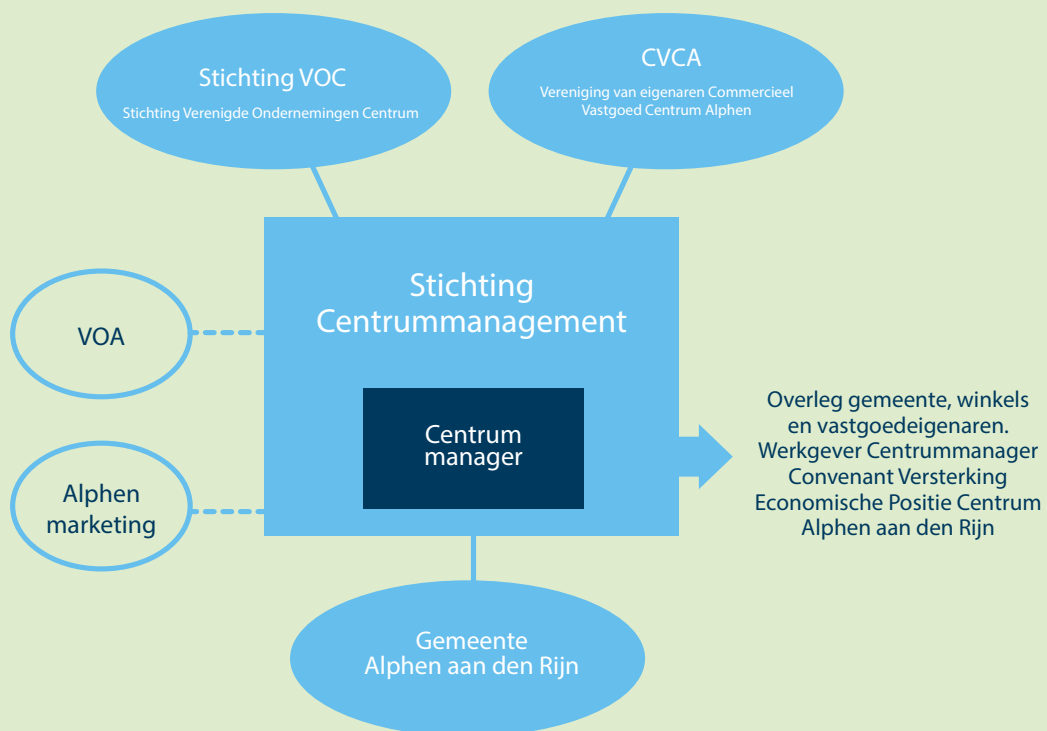 Stichting VOC
Stichting Verenigde Ondernemingen Centrum
CVCA
Vereniging van eigenaren Commercieel
Vastgoed Centrum Alphen
Stichting
Centrummanagement
VOA
Centrum
manager
Alphen
marketing
Overleg gemeente, winkels
en vastgoedeigenaren.
Werkgever Centrummanager
Convenant Versterking
Economische Positie Centrum
Alphen aan den Rijn
Gemeente
Alphen aan den Rijn